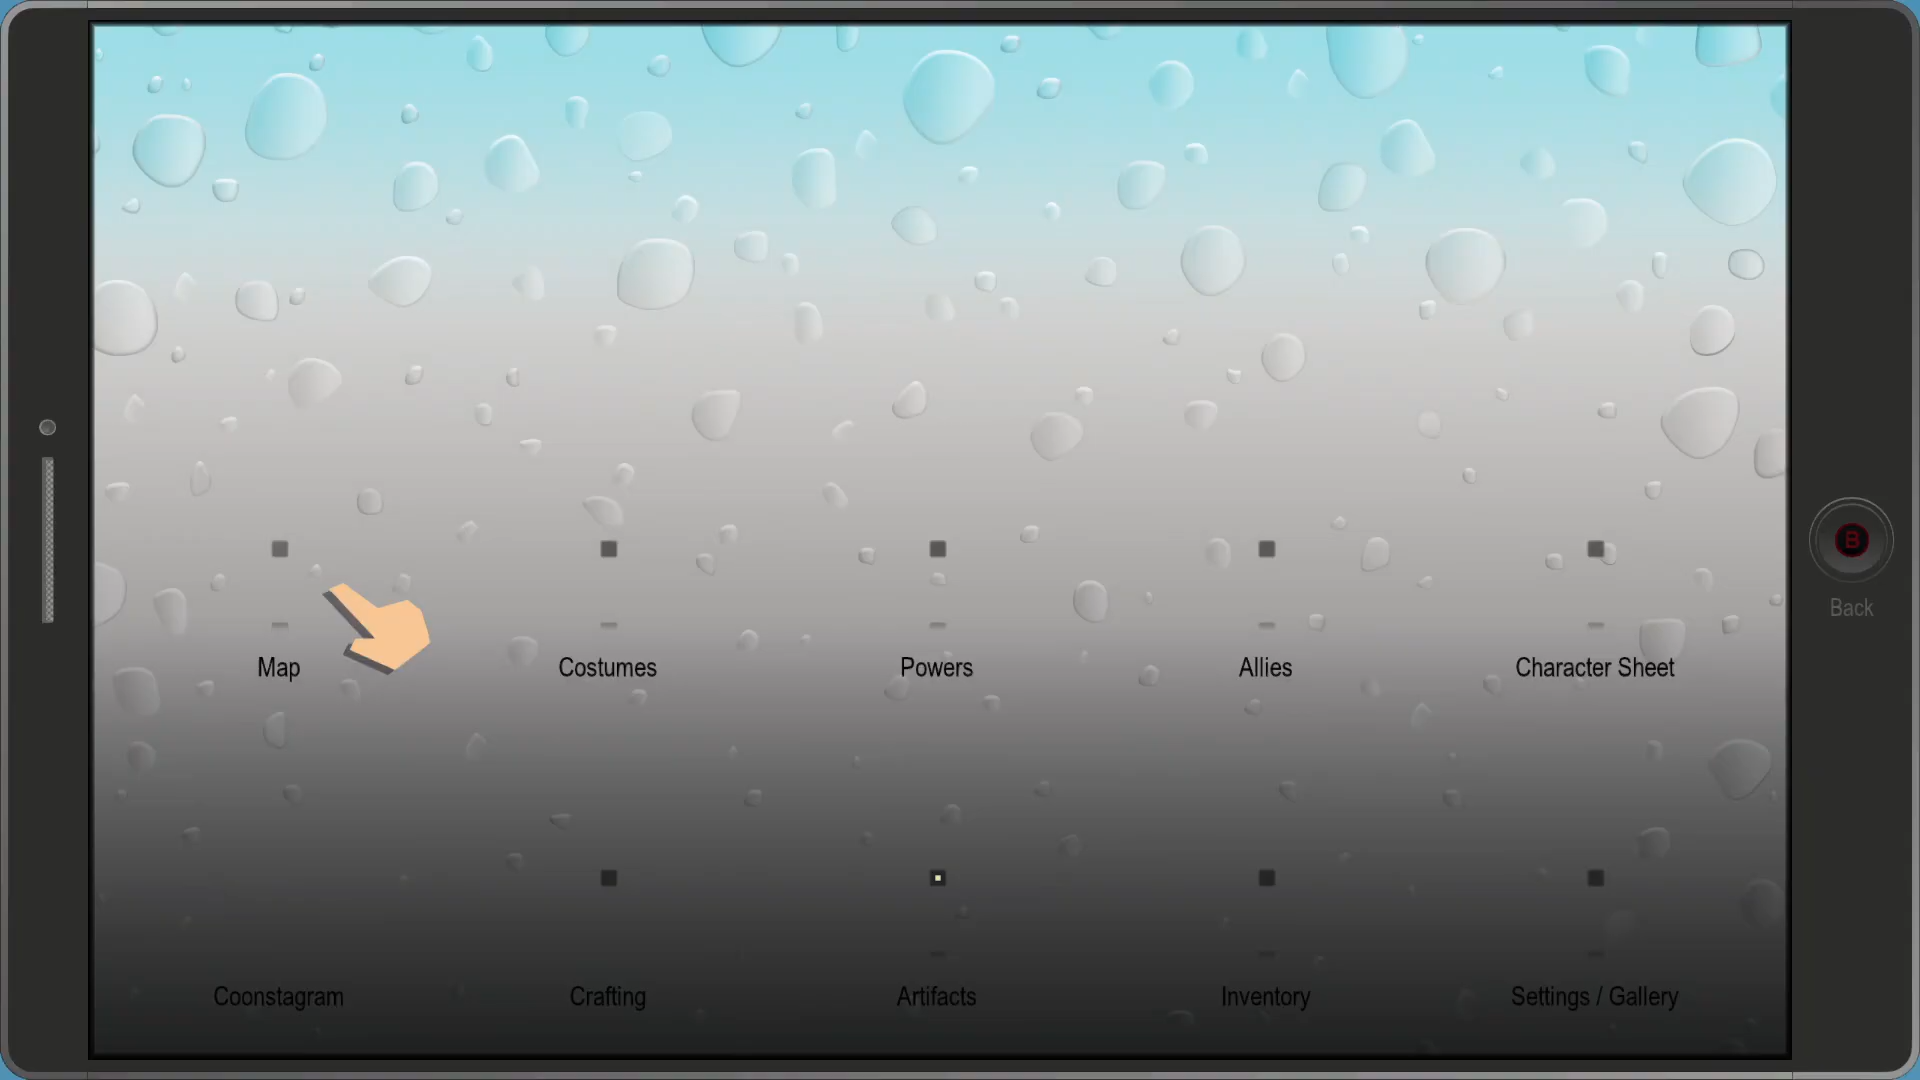 B
Back
Map
Costumes
Powers
Allies
Character Sheet
Coonstagram
Crafting
Artifacts
Inventory
Settings / Gallery